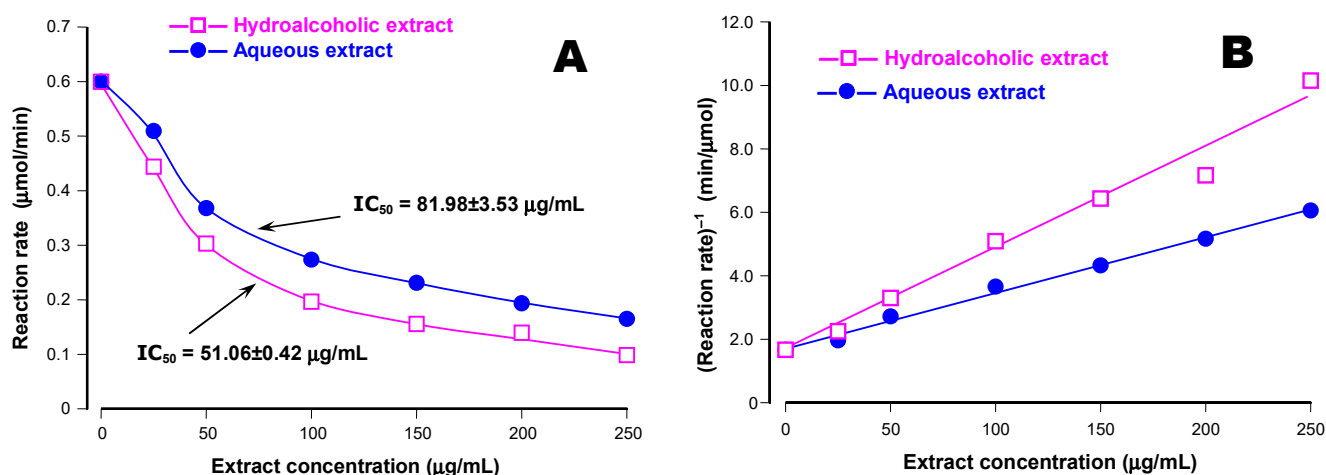 Hydroalcoholic extract
Aqueous extract
A
Reaction rate (μmol/min)
0.7
0.6
0.5
0.4
0.3
0.2
0.1
0
IC₅₀ = 81.98±3.53 μg/mL
IC₅₀ = 51.06±0.42 μg/mL
0 50 100 150 200 250
Extract concentration (μg/mL)
B
Hydroalcoholic extract
Aqueous extract
(Reaction rate)⁻¹ (min/μmol)
12.0
10.0
8.0
6.0
4.0
2.0
0.0
0 50 100 150 200 250
Extract concentration (μg/mL)